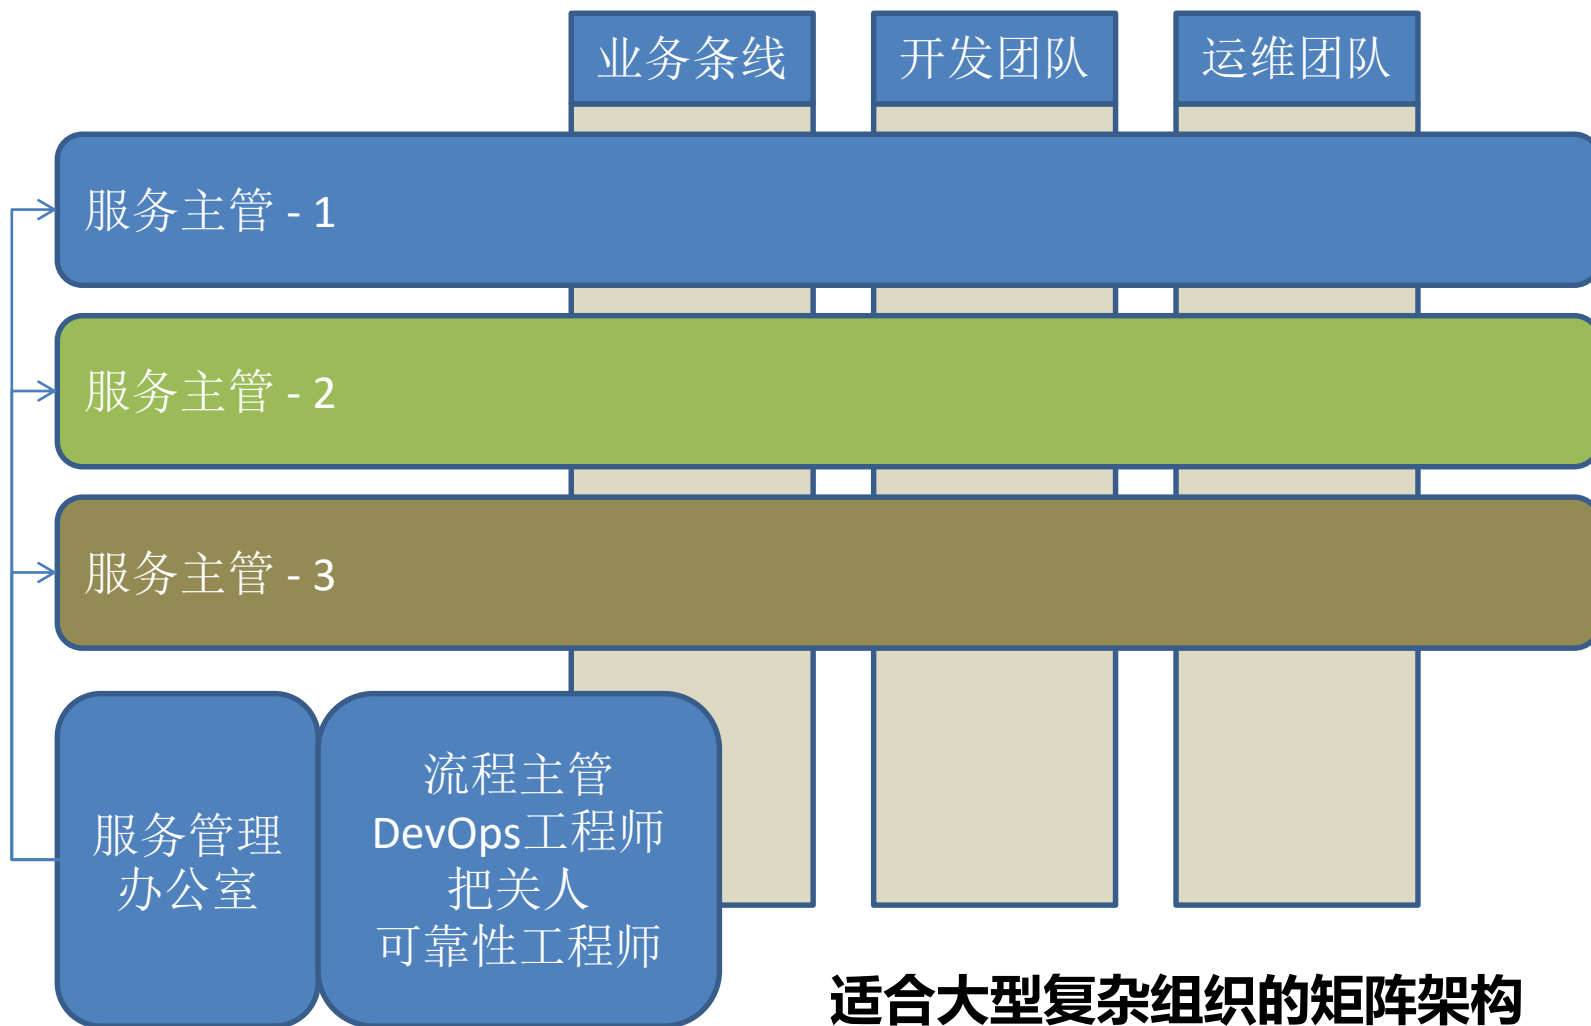 业务条线
开发团队
运维团队
服务主管 - 1
服务主管 - 2
服务主管 - 3
服务管理
办公室
流程主管
DevOps工程师
把关人
可靠性工程师
适合大型复杂组织的矩阵架构